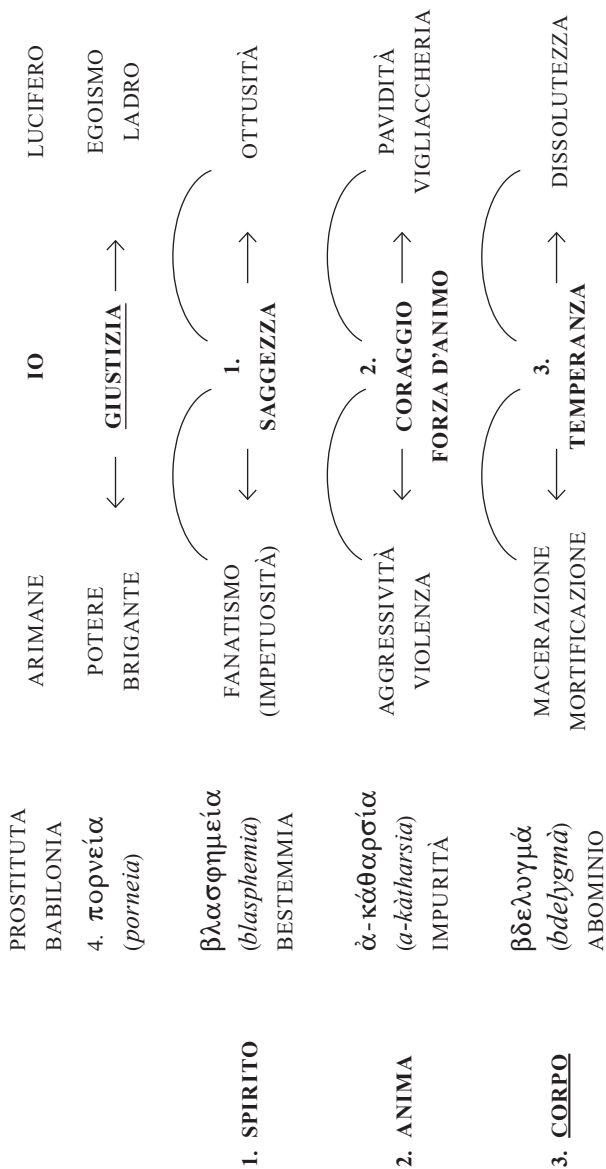 PROSTITUTA
BABILONIA
ARIMANE
IO
LUCIFERO
4. πορνεία
(porneia)
POTERE
BRIGANTE
GIUSTIZIA
EGOISMO
LADRO
1. SPIRITO
βλασφημεία
(blasphemia)
BESTEMMIA
FANATISMO
(IMPETUOSITÀ)
1.
SAGGEZZA
OTTUSITÀ
2. ANIMA
ἀ-κάθαρσία
(a-kàtharsia)
IMPURITÀ
AGGRESSIVITÀ
VIOLENZA
2.
CORAGGIO
FORZA D'ANIMO
PAVIDITÀ
VIGLIACCHERIA
3. CORPO
βδελυγμά
(bdelygmà)
ABOMINIO
MACERAZIONE
MORTIFICAZIONE
3.
TEMPERANZA
DISSOLUTEZZA